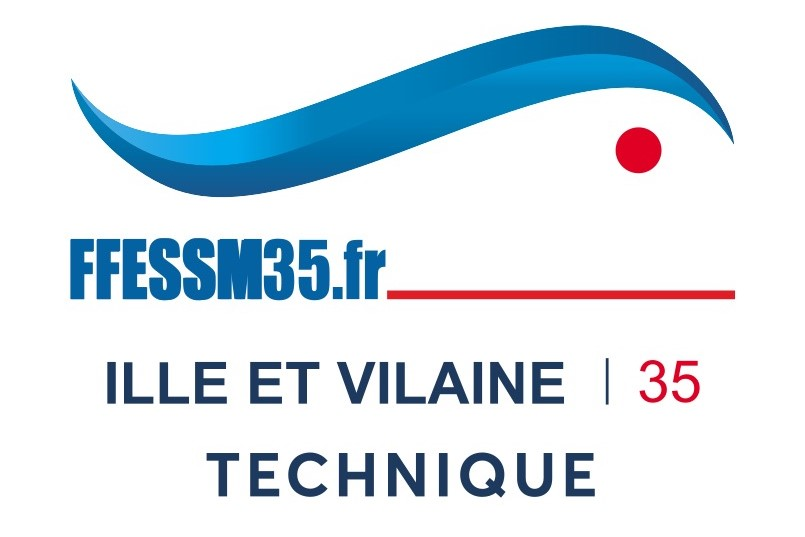 FFESSM35.fr
ILLE ET VILAINE | 35
TECHNIQUE